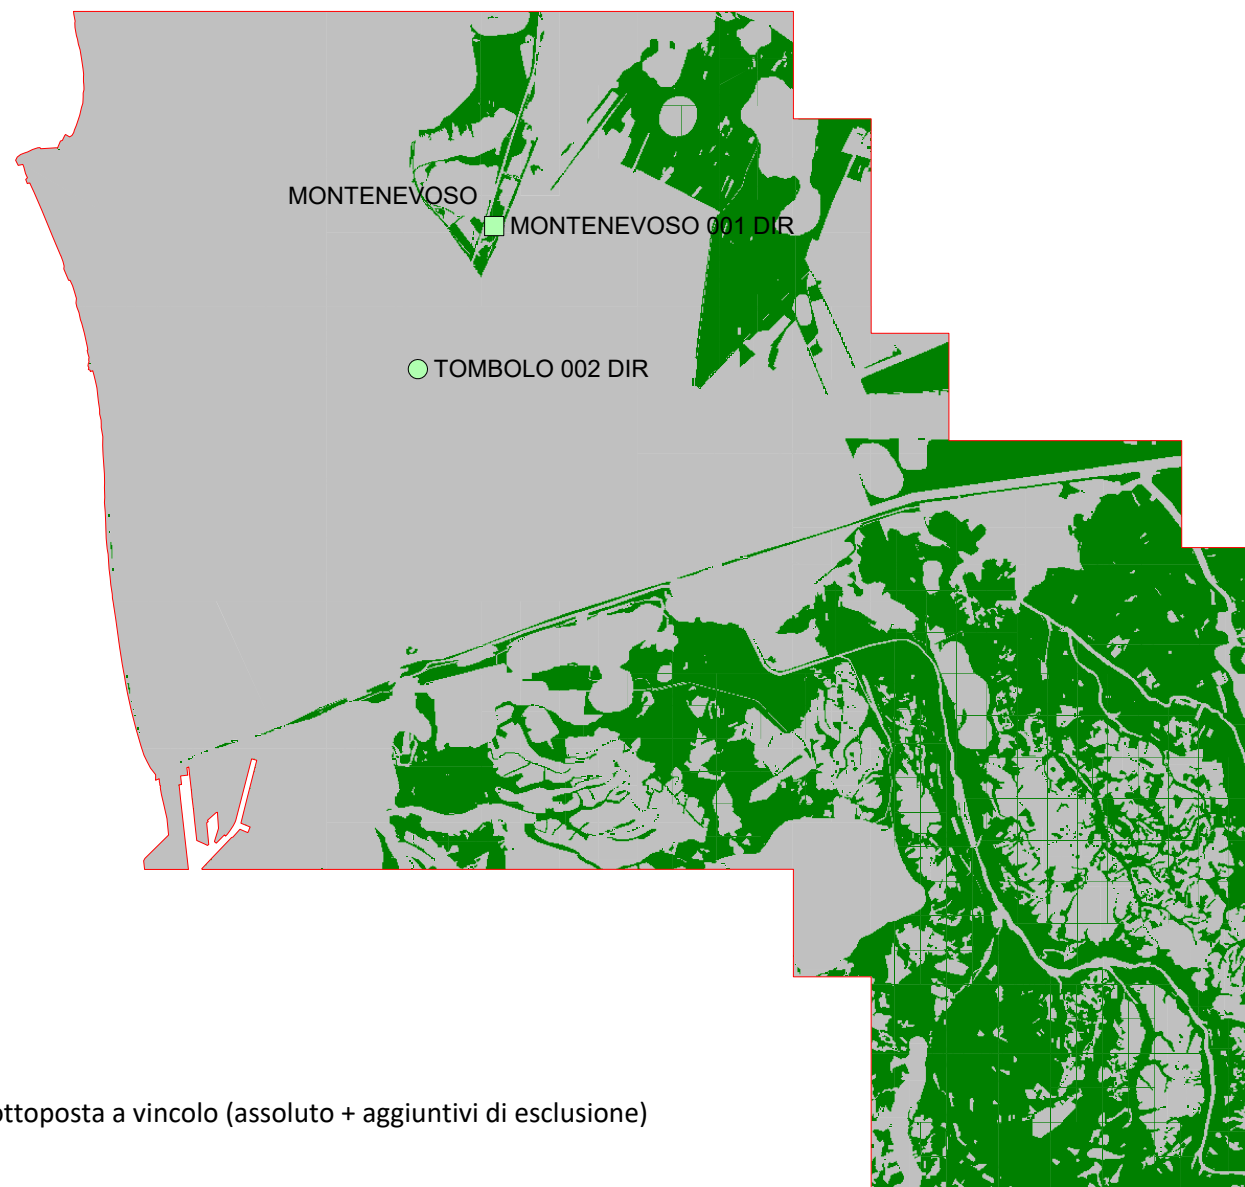 MONTENEVOSO
MONTENEVOSO 001 DIR
TOMBOLO 002 DIR
ottoposta a vincolo (assoluto + aggiuntivi di esclusione)